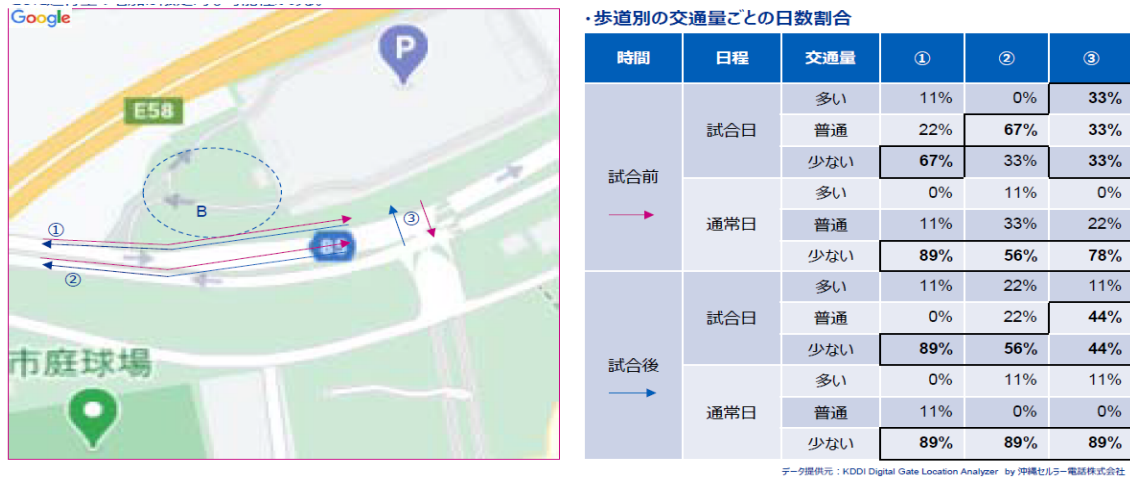 Google
P
E58
B
①
③
②
市庭球場
・歩道別の交通量ごとの日数割合
時間 日程 交通量 ① ② ③
試合前 試合日 多い 11% 0% 33%
普通 22% 67% 33%
少ない 67% 33% 33%
通常日 多い 0% 11% 0%
普通 11% 33% 22%
少ない 89% 56% 78%
試合後 試合日 多い 11% 22% 11%
普通 0% 22% 44%
少ない 89% 56% 44%
通常日 多い 0% 11% 11%
普通 11% 0% 0%
少ない 89% 89% 89%
データ提供元：KDDI Digital Gate Location Analyzer by 沖縄セルラー電話株式会社